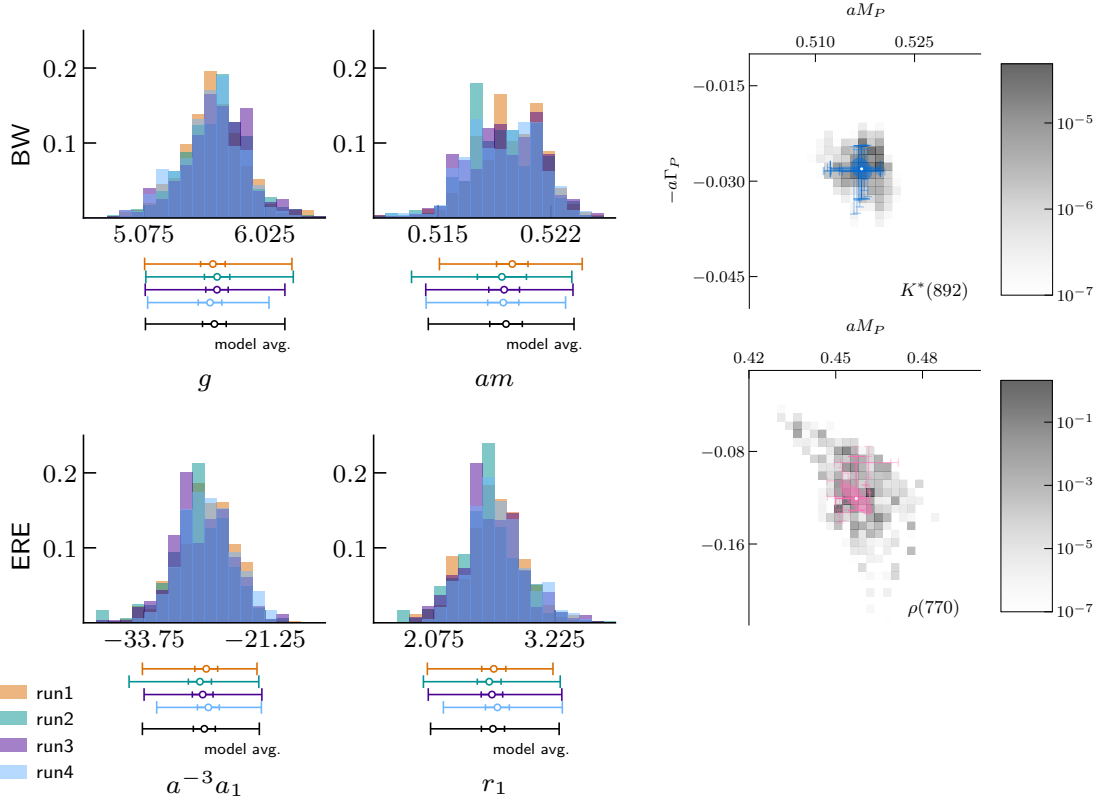 BW
0.2
0.1
5.075 6.025
model avg.
g
0.2
0.1
0.515 0.522
model avg.
am
ERE
0.2
0.1
−33.75 −21.25
model avg.
a⁻³a₁
0.2
0.1
2.075 3.225
model avg.
r₁
run1
run2
run3
run4
aM_P
0.510 0.525
−0.015
−0.030
−0.045
−aΓ_P
K*(892)
10⁻⁵
10⁻⁶
10⁻⁷
aM_P
0.42 0.45 0.48
−0.08
−0.16
ρ(770)
10⁻¹
10⁻³
10⁻⁵
10⁻⁷